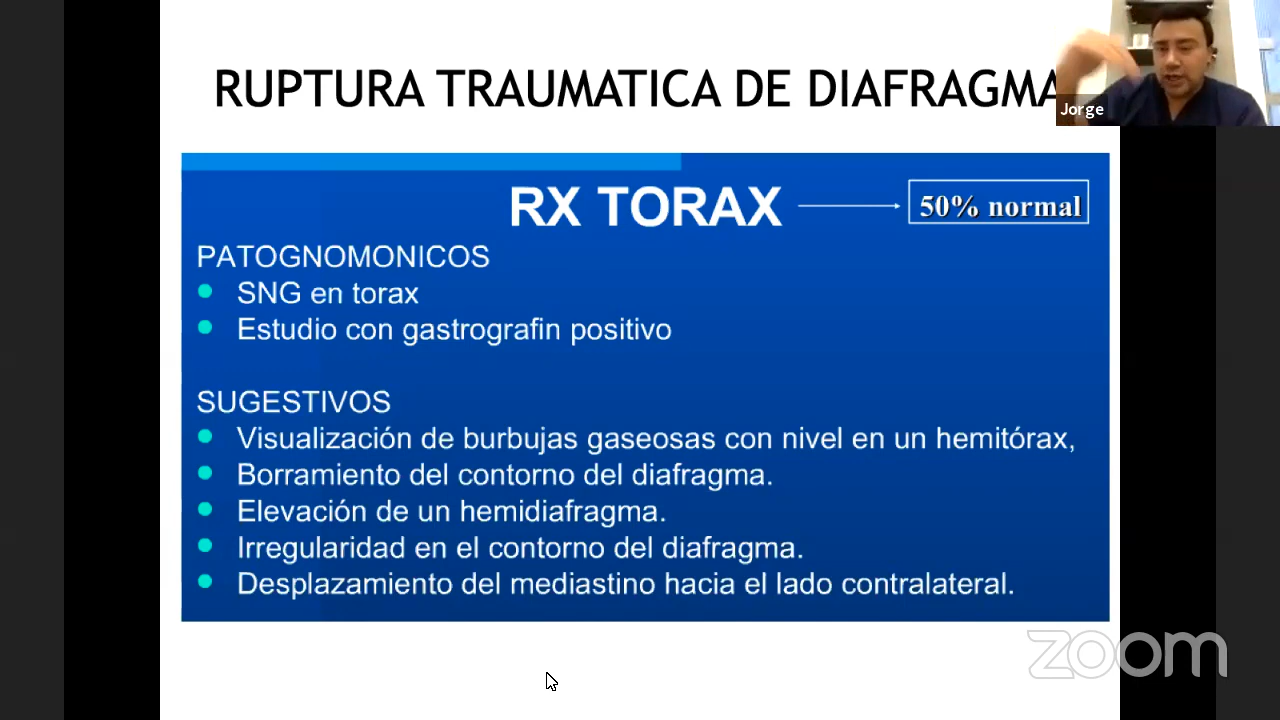 RUPTURA TRAUMATICA DE DIAFRAGMA
Jorge
RX TORAX
50% normal
PATOGNOMONICOS
SNG en torax
Estudio con gastrografin positivo
SUGESTIVOS
Visualización de burbujas gaseosas con nivel en un hemitórax,
Borramiento del contorno del diafragma.
Elevación de un hemidiafragma.
Irregularidad en el contorno del diafragma.
Desplazamiento del mediastino hacia el lado contralateral.
zoom